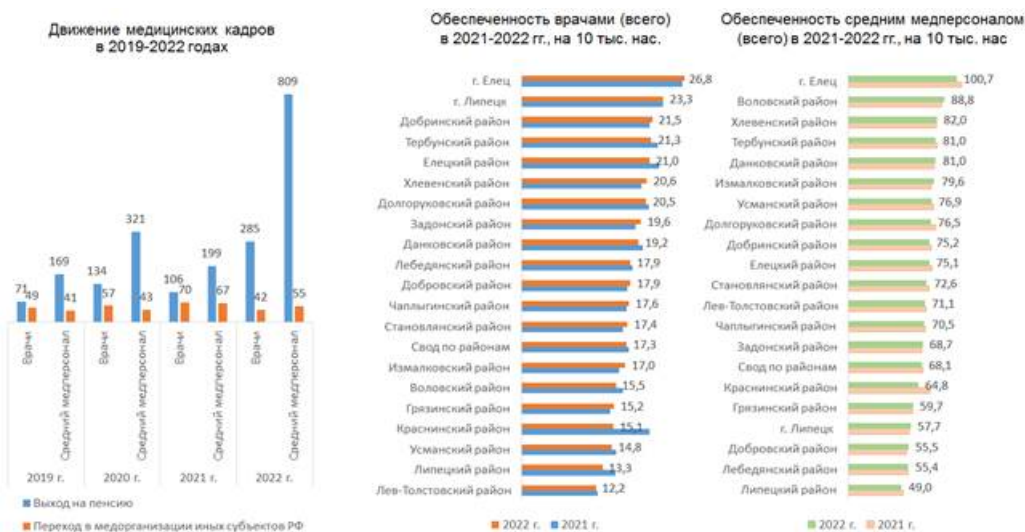 Движение медицинских кадров
в 2019-2022 годах
809
321
285
199
169
134
106
71
49
41
57
43
70
67
42
55
Врачи
Средний медперсонал
Врачи
Средний медперсонал
Врачи
Средний медперсонал
Врачи
Средний медперсонал
2019 г.
2020 г.
2021 г.
2022 г.
Выход на пенсию
Переход в медорганизации иных субъектов РФ
Обеспеченность врачами (всего)
в 2021-2022 гг., на 10 тыс. нас.
г. Елец 26,8
г. Липецк 23,3
Добринский район 21,5
Тербунский район 21,3
Елецкий район 21,0
Хлевенский район 20,6
Долгоруковский район 20,5
Задонский район 19,6
Данковский район 19,2
Лебедянский район 17,9
Добровский район 17,9
Чаплыгинский район 17,6
Становлянский район 17,4
Свод по районам 17,3
Измалковский район 17,0
Воловский район 15,5
Грязинский район 15,2
Краснинский район 15,1
Усманский район 14,8
Липецкий район 13,3
Лев-Толстовский район 12,2
2022 г. 2021 г.
Обеспеченность средним медперсоналом
(всего) в 2021-2022 гг., на 10 тыс. нас
г. Елец 100,7
Воловский район 88,8
Хлевенский район 82,0
Тербунский район 81,0
Данковский район 81,0
Измалковский район 79,6
Усманский район 76,9
Долгоруковский район 76,5
Добринский район 75,2
Елецкий район 75,1
Становлянский район 72,6
Лев-Толстовский район 71,1
Чаплыгинский район 70,5
Задонский район 68,7
Свод по районам 68,1
Краснинский район 64,8
Грязинский район 59,7
г. Липецк 57,7
Добровский район 55,5
Лебедянский район 55,4
Липецкий район 49,0
2022 г. 2021 г.